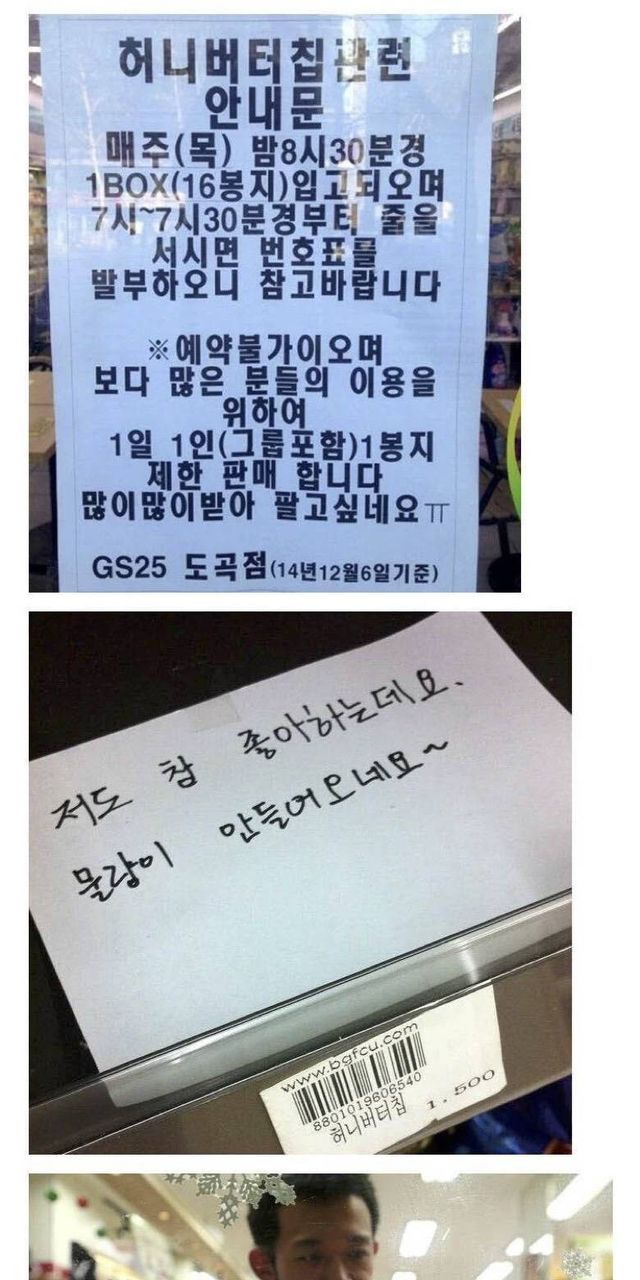 허니버터칩관련
안내문
매주(목) 밤8시30분경
1BOX(16봉지)입고되오며
7시~7시30분경부터 줄을
서시면 번호표를
발부하오니 참고바랍니다
※예약불가이오며
보다 많은 분들의 이용을
위하여
1일 1인(그룹포함)1봉지
제한 판매 합니다
많이많이받아 팔고싶네요ㅠ
GS25 도곡점(14년12월6일기준)
저도 참 좋아하는데요.
물량이 안들어오네요~
www.bgfcu.com
8801019606540
허니버터칩 1.500